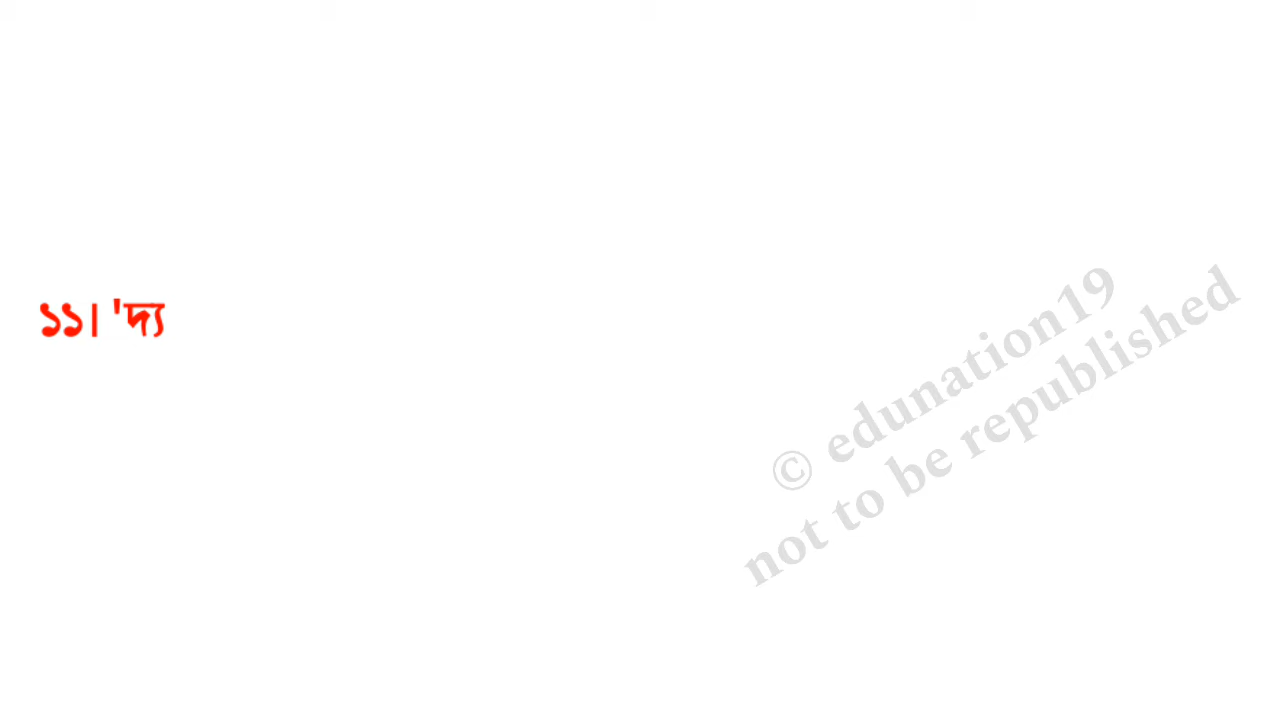 ১১। 'দ্য
© edunation19
not to be republished